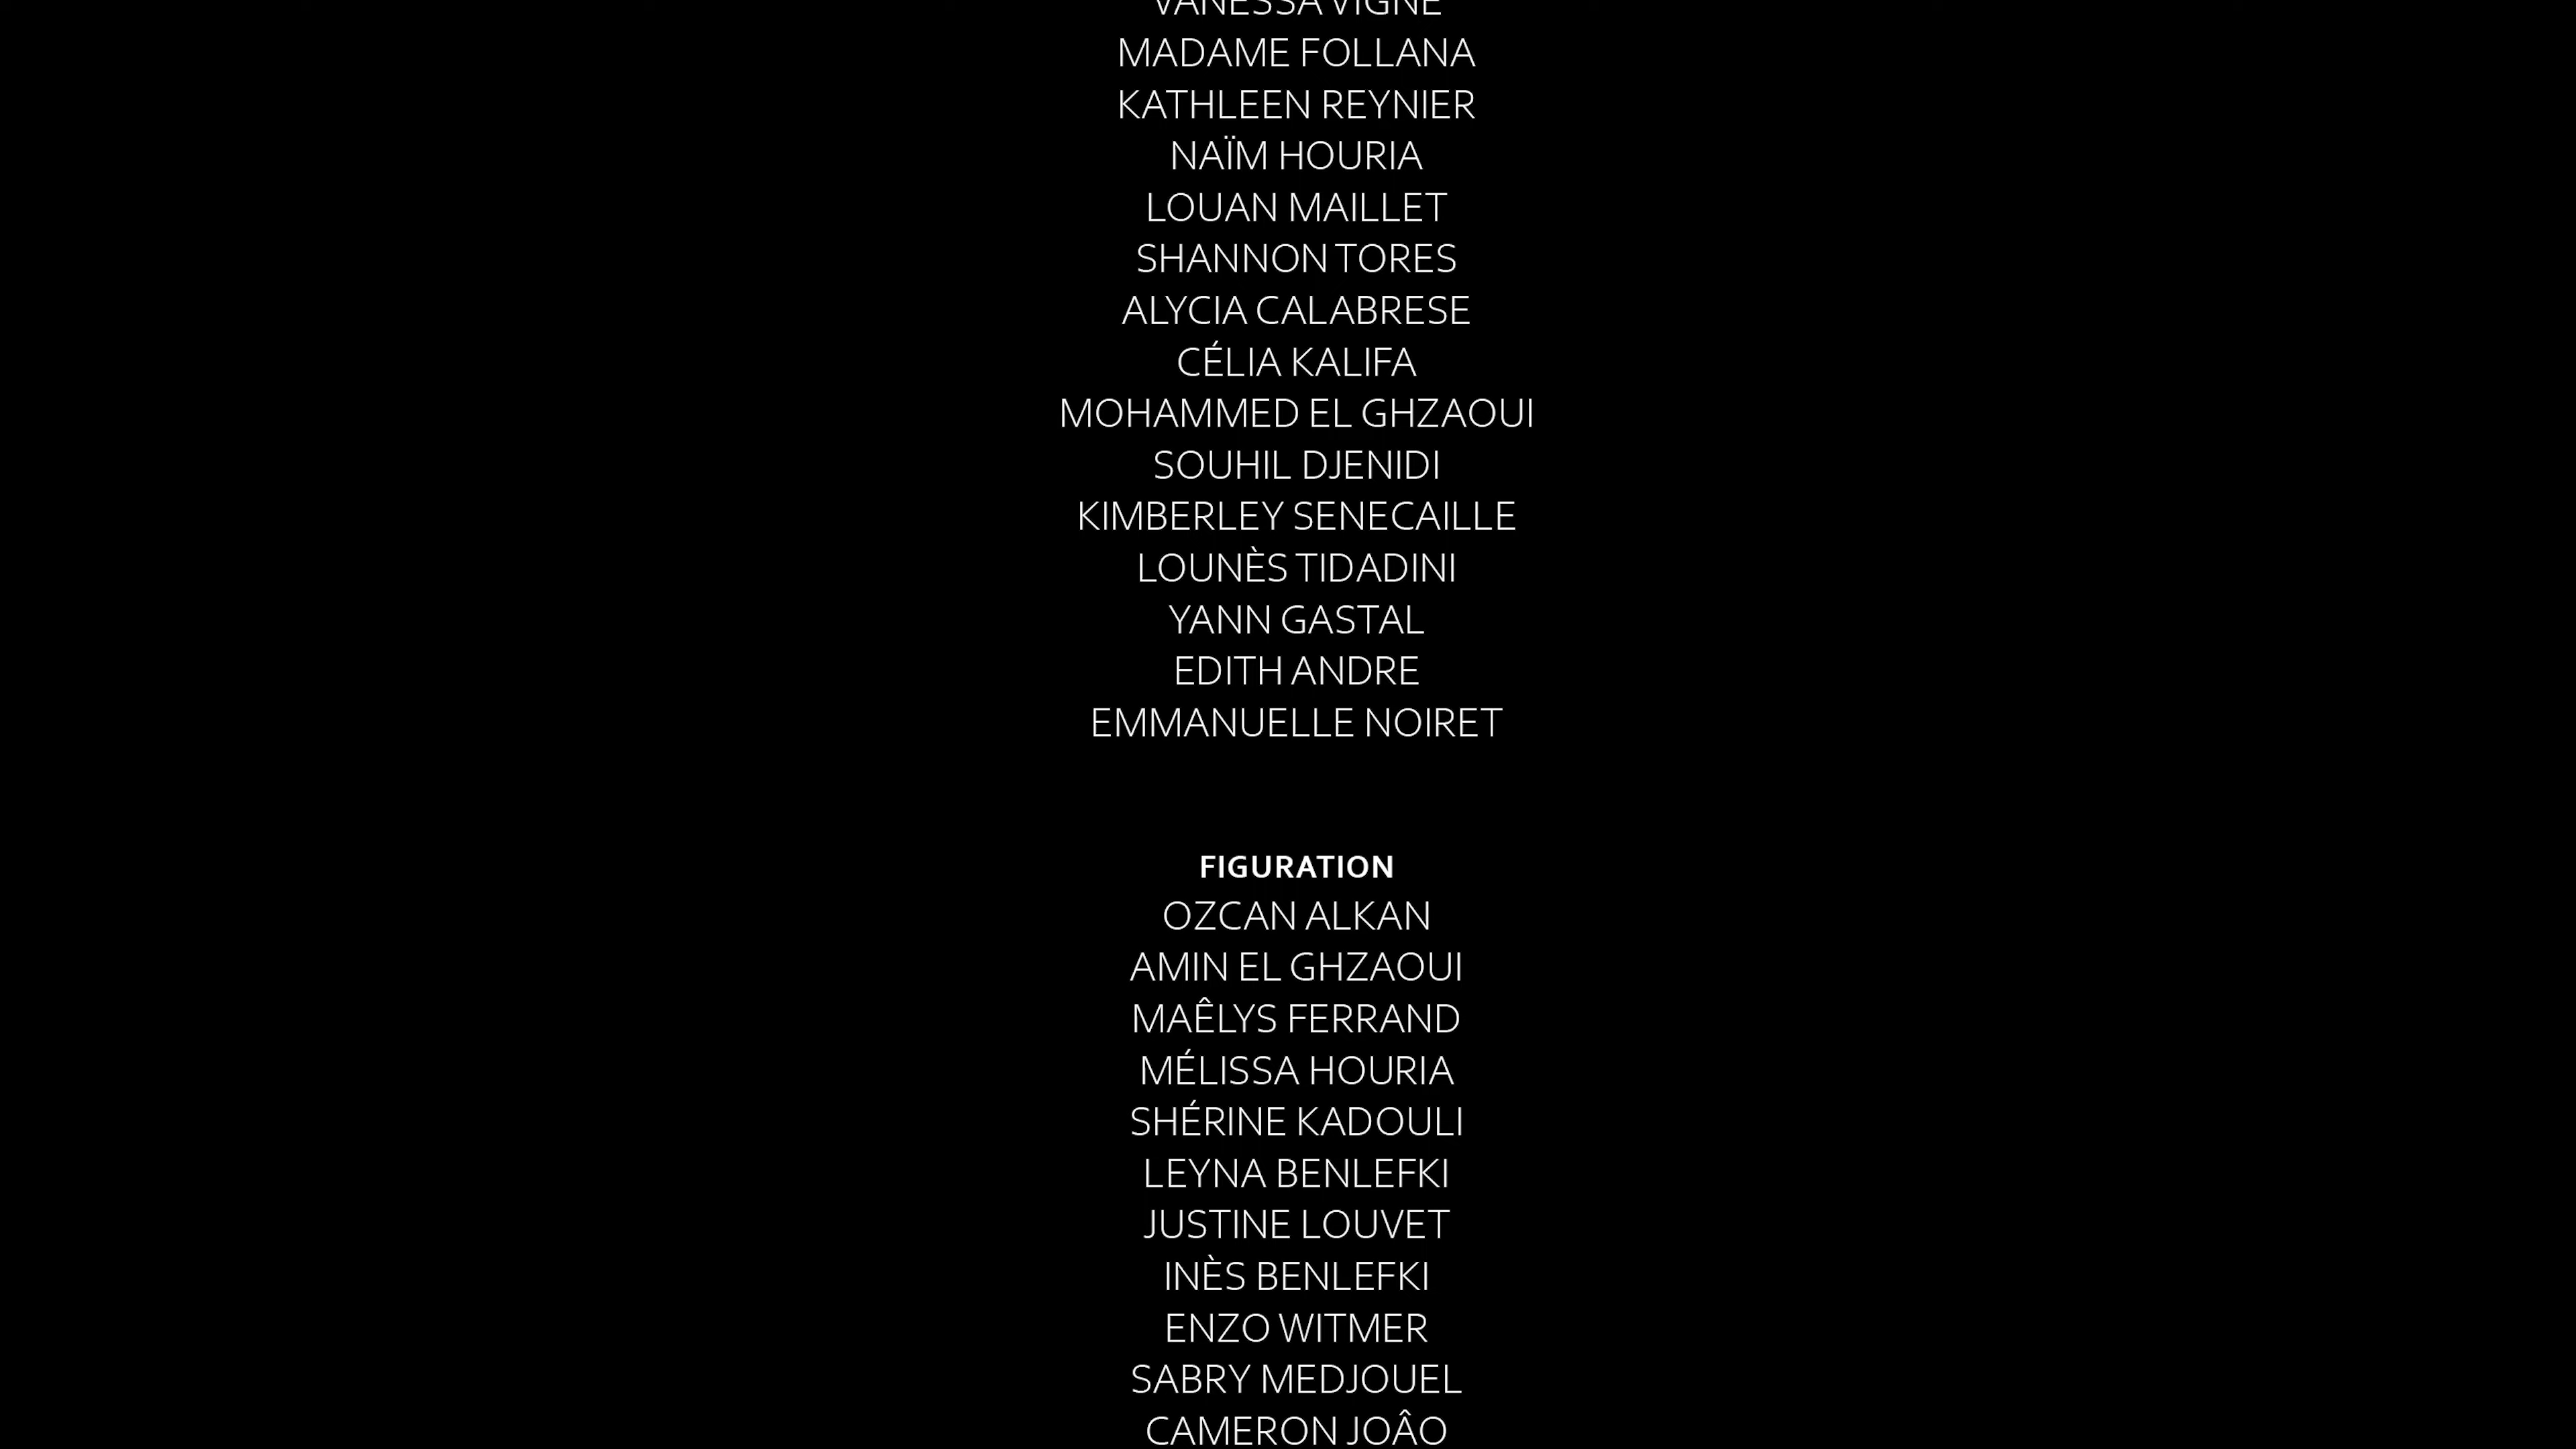 VANESSA VIGNE
MADAME FOLLANA
KATHLEEN REYNIER
NAÏM HOURIA
LOUAN MAILLET
SHANNON TORES
ALYCIA CALABRESE
CÉLIA KALIFA
MOHAMMED EL GHZAOUI
SOUHIL DJENIDI
KIMBERLEY SENECAILLE
LOUNÈS TIDADINI
YANN GASTAL
EDITH ANDRE
EMMANUELLE NOIRET
FIGURATION
OZCAN ALKAN
AMIN EL GHZAOUI
MAÊLYS FERRAND
MÉLISSA HOURIA
SHÉRINE KADOULI
LEYNA BENLEFKI
JUSTINE LOUVET
INÈS BENLEFKI
ENZO WITMER
SABRY MEDJOUEL
CAMERON JOÂO